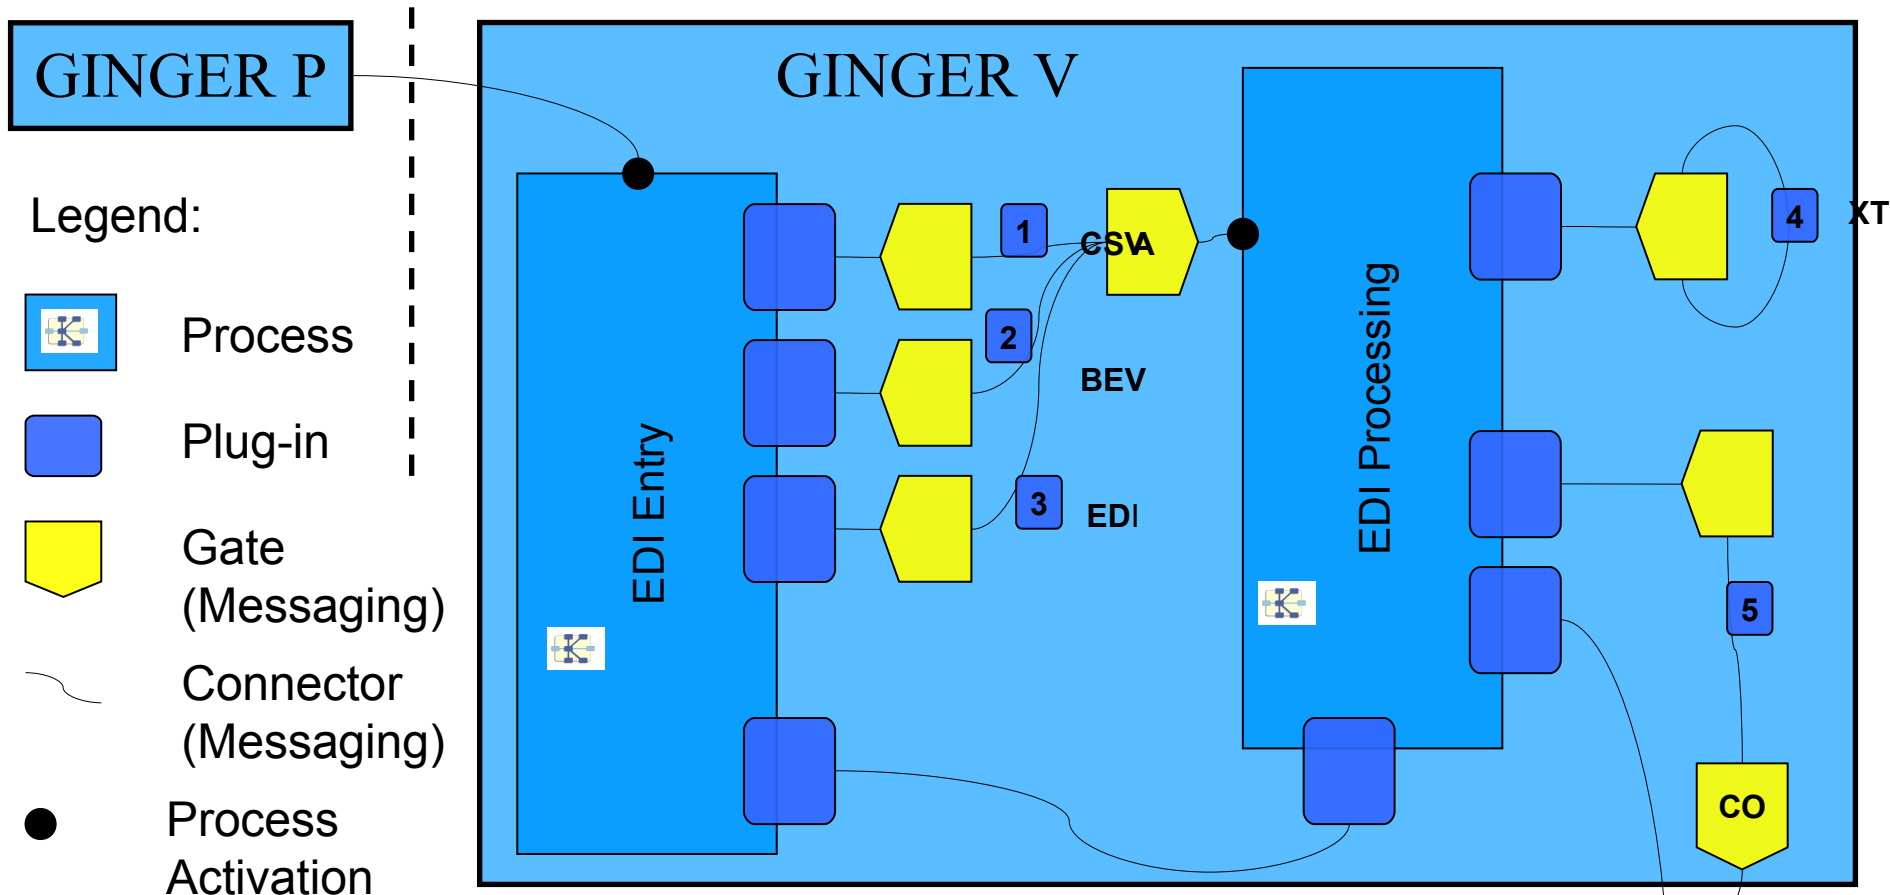 GINGER P
GINGER V
Legend:
Process
Plug-in
Gate
(Messaging)
Connector
(Messaging)
Process
Activation
EDI Entry
1
2
3
CSV
A
BEV
EDI
EDI Processing
4
XT
5
CO